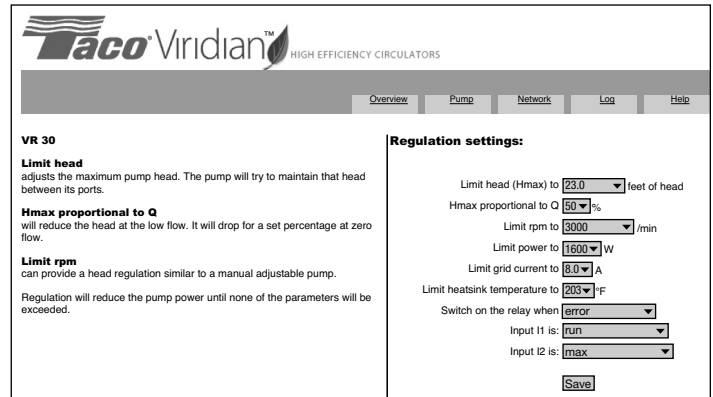 Taco® Viridian™ HIGH EFFICIENCY CIRCULATORS
Overview Pump Network Log Help
VR 30
Limit head
adjusts the maximum pump head. The pump will try to maintain that head
between its ports.
Hmax proportional to Q
will reduce the head at the low flow. It will drop for a set percentage at zero
flow.
Limit rpm
can provide a head regulation similar to a manual adjustable pump.
Regulation will reduce the pump power until none of the parameters will be
exceeded.
Regulation settings:
Limit head (Hmax) to 23.0 feet of head
Hmax proportional to Q 50 %
Limit rpm to 3000 /min
Limit power to 1600 W
Limit grid current to 8.0 A
Limit heatsink temperature to 203 °F
Switch on the relay when error
Input I1 is: run
Input I2 is: max
Save